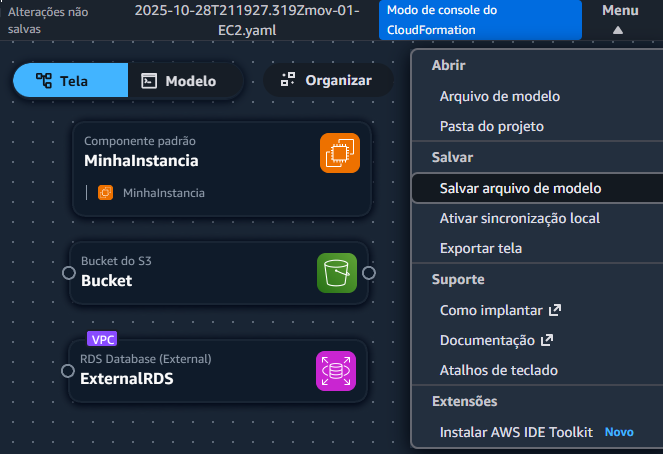 Alterações não
salvas
2025-10-28T211927.319Zmov-01-
EC2.yaml
Modo de console do
CloudFormation
Menu
Tela
Modelo
Organizar
Componente padrão
MinhaInstancia
MinhaInstancia
Bucket do S3
Bucket
VPC
RDS Database (External)
ExternalRDS
Abrir
Arquivo de modelo
Pasta do projeto
Salvar
Salvar arquivo de modelo
Ativar sincronização local
Exportar tela
Suporte
Como implantar
Documentação
Atalhos de teclado
Extensões
Instalar AWS IDE Toolkit Novo